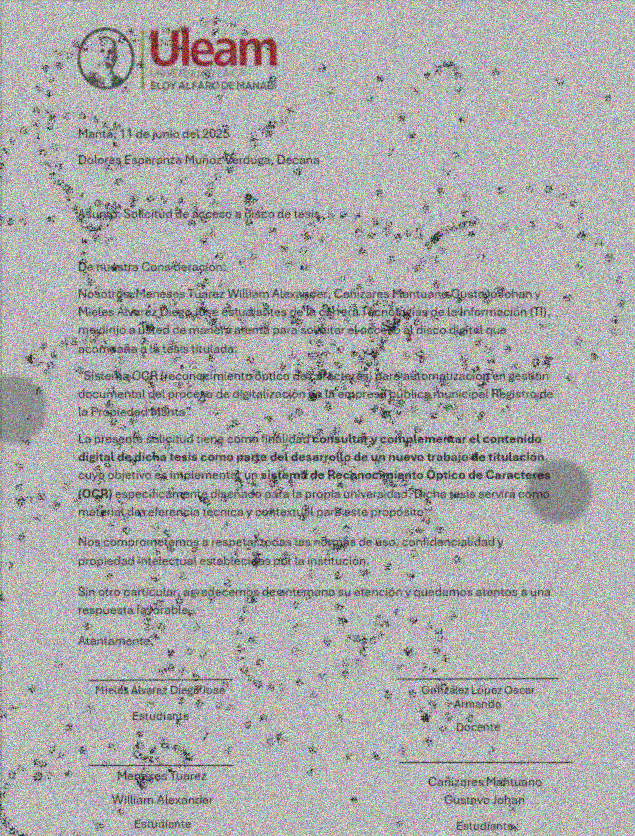 Uleam
UNIVERSIDAD LAICA
ELOY ALFARO DE MANABÍ
Manta, 11 de junio del 2025
Dolores Esperanza Muñoz Verduga, Decana
Asunto: Solicitud de acceso a disco de tesis
De nuestra Consideración:
Nosotros, Meneses Tuarez William Alexander, Cañizares Mantuano Gustavo Johan y
Mieles Alvarez Diego Jose estudiantes de la carrera Tecnologías de la Información (TI),
me dirijo a usted de manera atenta para solicitar el acceso al disco digital que
acompaña a la tesis titulada:
"Sistema OCR (reconocimiento óptico de caracteres) para automatización en gestión
documental del proceso de digitalización en la empresa pública municipal Registro de
la Propiedad Manta".
La presente solicitud tiene como finalidad consultar y complementar el contenido
digital de dicha tesis como parte del desarrollo de un nuevo trabajo de titulación,
cuyo objetivo es implementar un sistema de Reconocimiento Óptico de Caracteres
(OCR) específicamente diseñado para la propia universidad. Dicha tesis servirá como
material de referencia técnica y contextual para este propósito.
Nos comprometemos a respetar todas las normas de uso, confidencialidad y
propiedad intelectual establecidas por la institución.
Sin otro particular, agradecemos de antemano su atención y quedamos atentos a una
respuesta favorable.
Atentamente,
Mieles Alvarez Diego Jose
Estudiante
González López Oscar
Armando
Docente
Meneses Tuarez
William Alexander
Estudiante
Cañizares Mantuano
Gustavo Johan
Estudiante